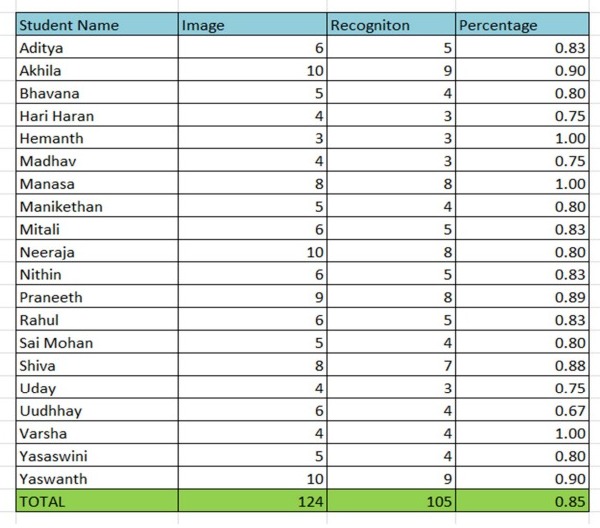 Student Name Image Recogniton Percentage
Aditya 6 5 0.83
Akhila 10 9 0.90
Bhavana 5 4 0.80
Hari Haran 4 3 0.75
Hemanth 3 3 1.00
Madhav 4 3 0.75
Manasa 8 8 1.00
Manikethan 5 4 0.80
Mitali 6 5 0.83
Neeraja 10 8 0.80
Nithin 6 5 0.83
Praneeth 9 8 0.89
Rahul 6 5 0.83
Sai Mohan 5 4 0.80
Shiva 8 7 0.88
Uday 4 3 0.75
Uudhhay 6 4 0.67
Varsha 4 4 1.00
Yasaswini 5 4 0.80
Yaswanth 10 9 0.90
TOTAL 124 105 0.85